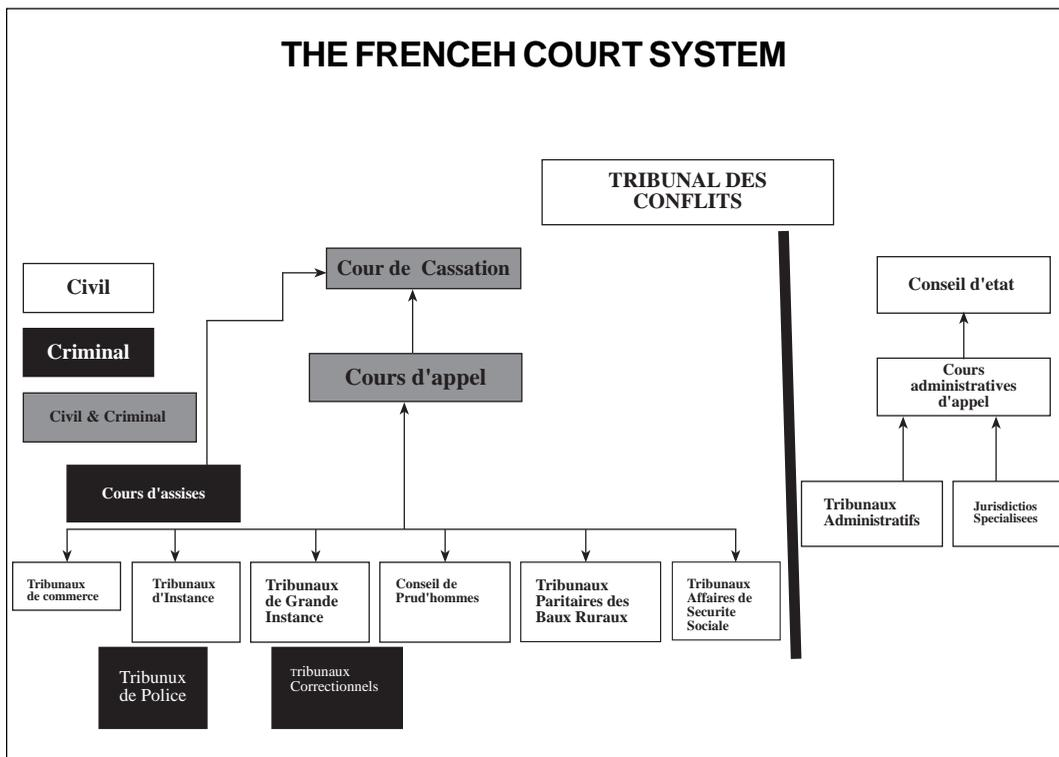 THE FRENCEH COURT SYSTEM
TRIBUNAL DES
CONFLITS
Civil
Criminal
Civil & Criminal
Cour de Cassation
Cours d'appel
Cours d'assises
Conseil d'etat
Cours
administratives
d'appel
Tribunaux
Administratifs
Jurisdictios
Specialisees
Tribunaux
de commerce
Tribunaux
d'Instance
Tribunaux
de Grande
Instance
Conseil de
Prud'hommes
Tribunaux
Paritaires des
Baux Ruraux
Tribunaux
Affaires de
Securite
Sociale
Tribunux
de Police
Tribunaux
Correctionnels